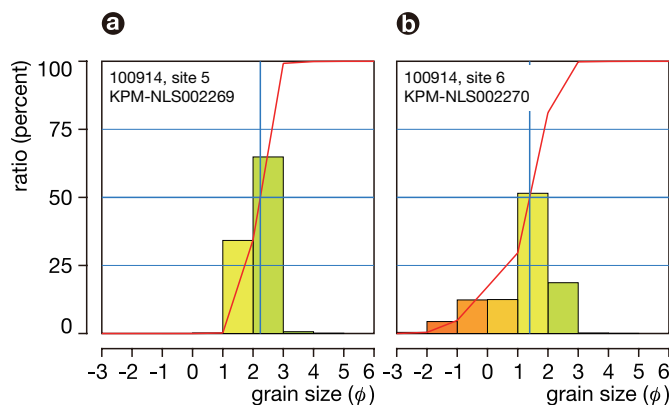 a
b
100914, site 5
KPM-NLS002269
100914, site 6
KPM-NLS002270
ratio (percent)
100
75
50
25
0
-3 -2 -1 0 1 2 3 4 5 6
-3 -2 -1 0 1 2 3 4 5 6
grain size (ϕ)
grain size (ϕ)